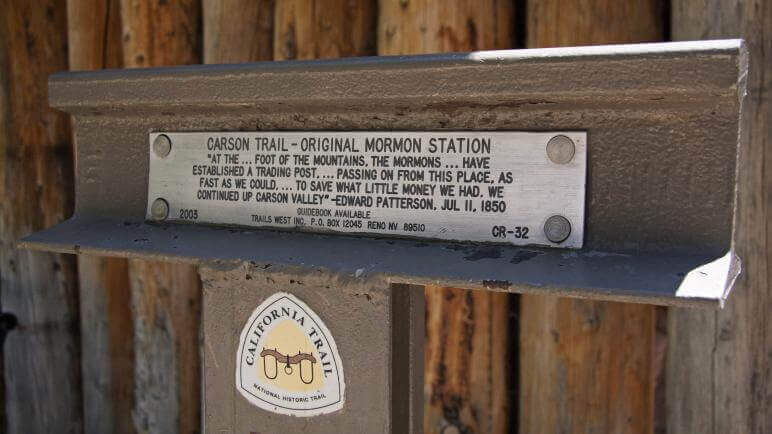 CARSON TRAIL - ORIGINAL MORMON STATION
"AT THE ... FOOT OF THE MOUNTAINS, THE MORMONS ... HAVE
ESTABLISHED A TRADING POST, ... PASSING ON FROM THIS PLACE, AS
FAST AS WE COULD, ... TO SAVE WHAT LITTLE MONEY WE HAD, WE
CONTINUED UP CARSON VALLEY" -EDWARD PATTERSON, JUL 11, 1850
GUIDEBOOK AVAILABLE
2003 TRAILS WEST INC. P.O. BOX 12045 RENO NV 89510
CR-32
CALIFORNIA TRAIL
NATIONAL HISTORIC TRAIL